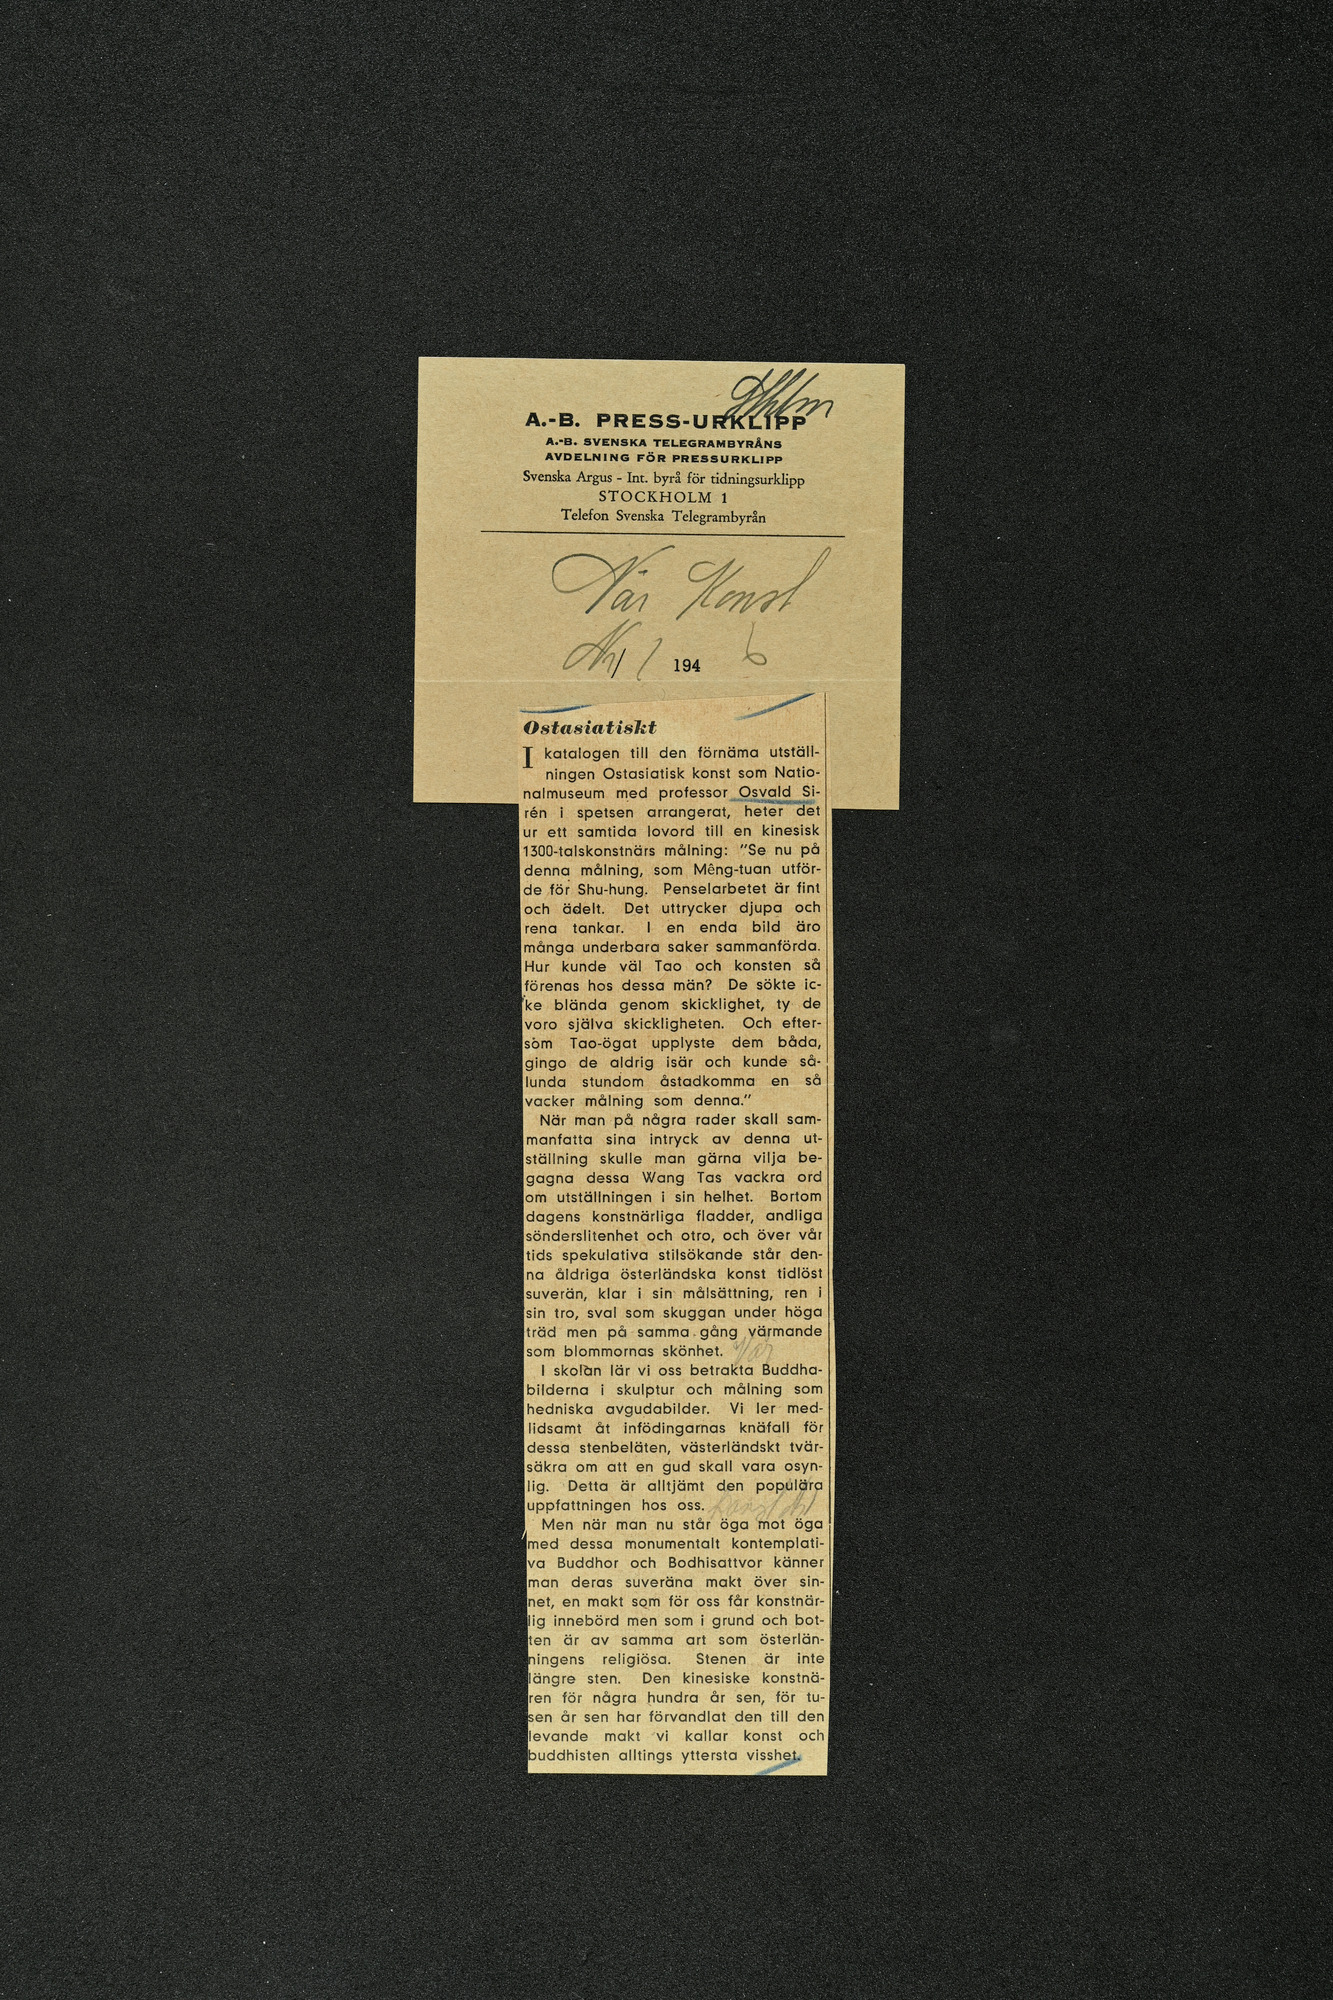 Sthlm
A.-B. PRESS-URKLIPP
A.-B. SVENSKA TELEGRAMBYRÅNS
AVDELNING FÖR PRESSURKLIPP
Svenska Argus - Int. byrå för tidningsurklipp
STOCKHOLM 1
Telefon Svenska Telegrambyrån
Vår Konst
Nr 1 194 6
Ostasiatiskt
I katalogen till den förnäma utställ-
ningen Ostasiatisk konst som Natio-
nalmuseum med professor Osvald Si-
rén i spetsen arrangerat, heter det
ur ett samtida lovord till en kinesisk
1300-talskonstnärs målning: ”Se nu på
denna målning, som Mêng-tuan utför-
de för Shu-hung. Penselarbetet är fint
och ädelt. Det uttrycker djupa och
rena tankar. I en enda bild äro
många underbara saker sammanförda.
Hur kunde väl Tao och konsten så
förenas hos dessa män? De sökte ic-
ke blända genom skicklighet, ty de
voro själva skickligheten. Och efter-
som Tao-ögat upplyste dem båda,
gingo de aldrig isär och kunde så-
lunda stundom åstadkomma en så
vacker målning som denna.”
När man på några rader skall sam-
manfatta sina intryck av denna ut-
ställning skulle man gärna vilja be-
gagna dessa Wang Tas vackra ord
om utställningen i sin helhet. Bortom
dagens konstnärliga fladder, andliga
sönderslitenhet och otro, och över vår
tids spekulativa stilsökande står den-
na åldriga österländska konst tidlöst
suverän, klar i sin målsättning, ren i
sin tro, sval som skuggan under höga
träd men på samma gång värmande
som blommornas skönhet. Vår
I skolan lär vi oss betrakta Buddha-
bilderna i skulptur och målning som
hedniska avgudabilder. Vi ler med-
lidsamt åt infödingarnas knäfall för
dessa stenbeläten, västerländskt tvär-
säkra om att en gud skall vara osyn-
lig. Detta är alltjämt den populära
uppfattningen hos oss.
Men när man nu står öga mot öga
med dessa monumentalt kontemplati-
va Buddhor och Bodhisattvor känner
man deras suveräna makt över sin-
net, en makt som för oss får konstnär-
lig innebörd men som i grund och bot-
ten är av samma art som österlän-
ningens religiösa. Stenen är inte
längre sten. Den kinesiske konstnä-
ren för några hundra år sen, för tu-
sen år sen har förvandlat den till den
levande makt vi kallar konst och
buddhisten alltings yttersta visshet.